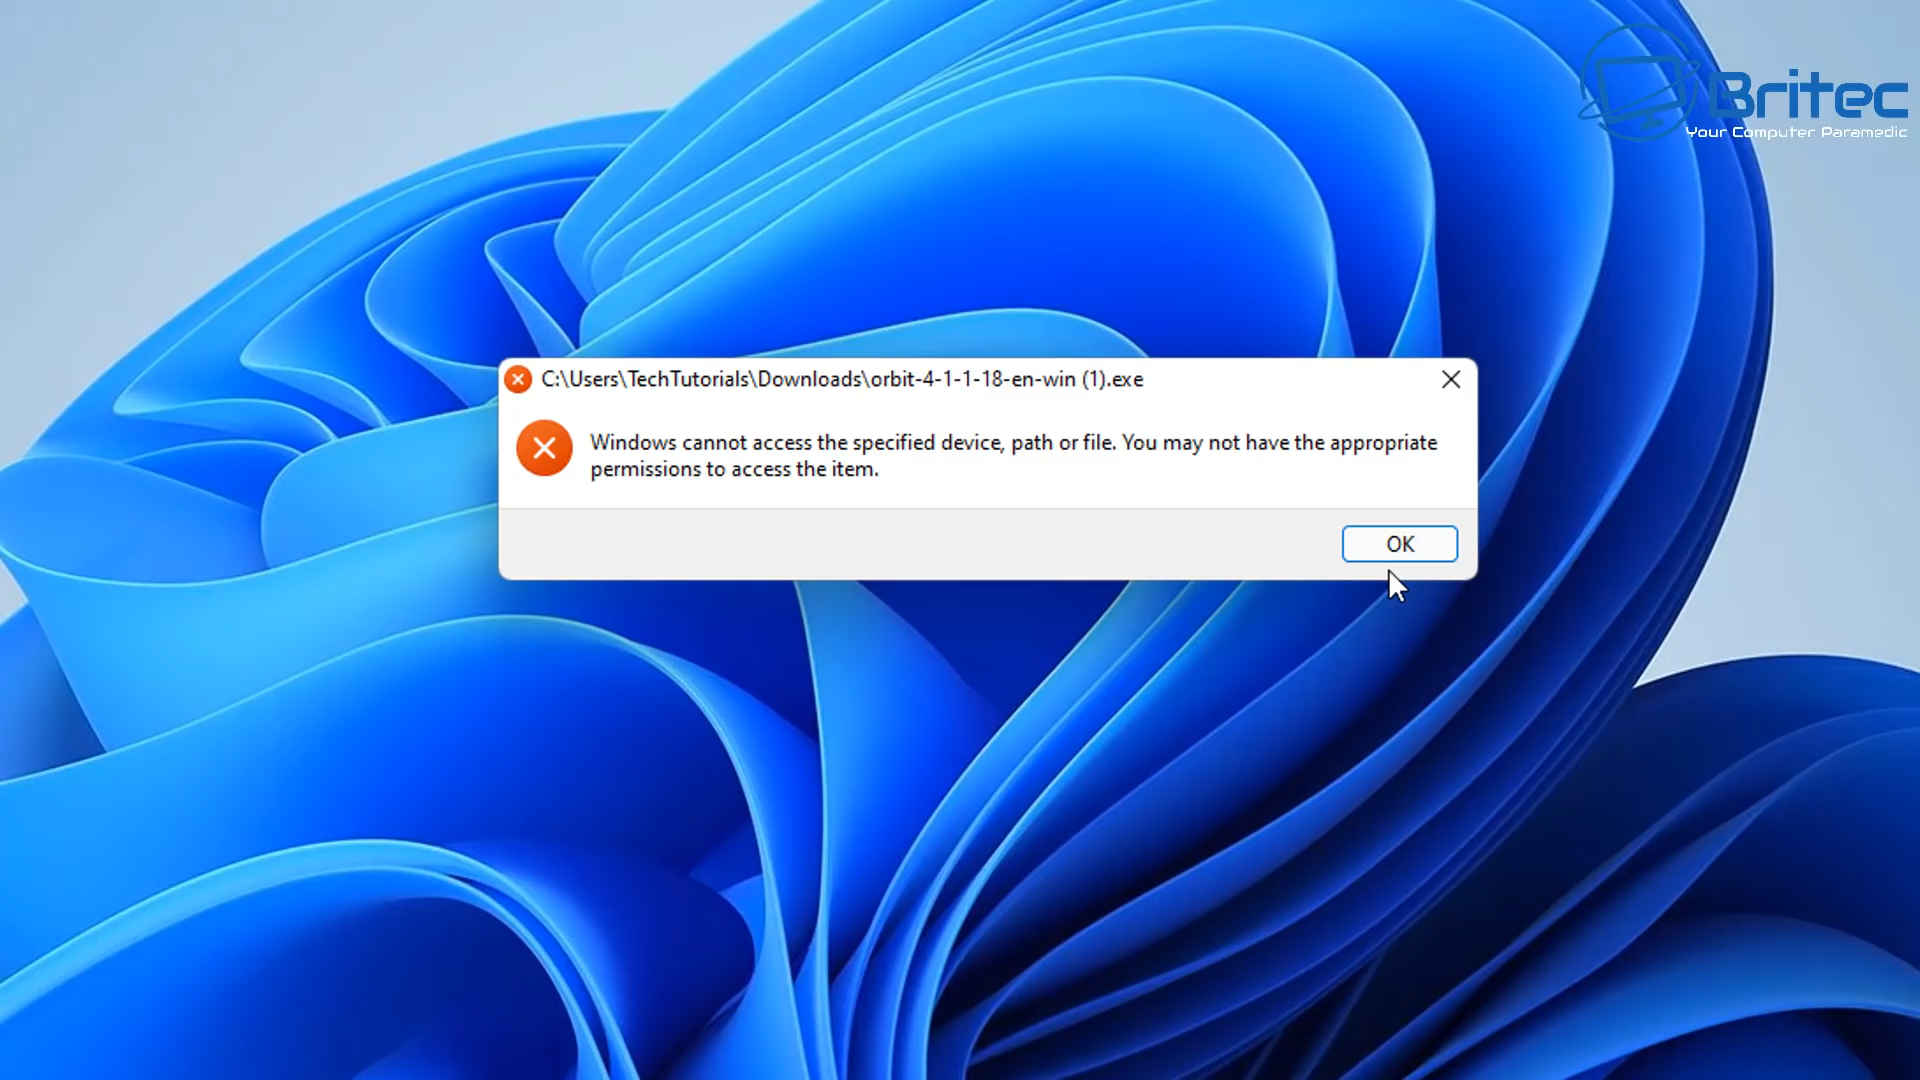 Britec
Your Computer Paramedic
C:\Users\TechTutorials\Downloads\orbit-4-1-1-18-en-win (1).exe
Windows cannot access the specified device, path or file. You may not have the appropriate
permissions to access the item.
OK